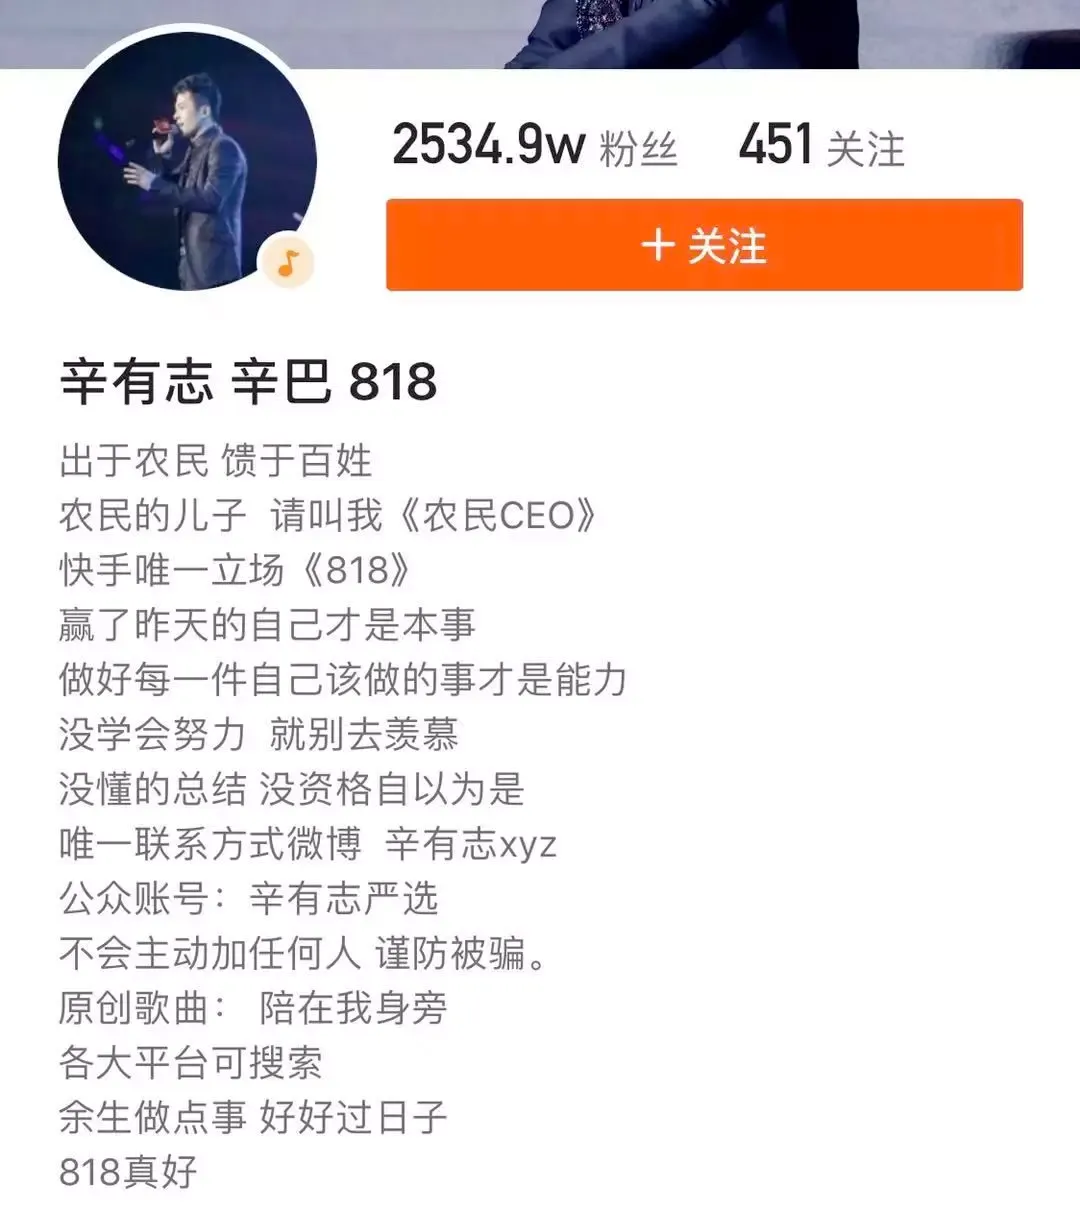 2534.9w 粉丝 451 关注
+ 关注
辛有志 辛巴 818
出于农民 馈于百姓
农民的儿子 请叫我《农民CEO》
快手唯一立场《818》
赢了昨天的自己才是本事
做好每一件自己该做的事才是能力
没学会努力 就别去羡慕
没懂的总结 没资格自以为是
唯一联系方式微博 辛有志xyz
公众账号：辛有志严选
不会主动加任何人 谨防被骗。
原创歌曲： 陪在我身旁
各大平台可搜索
余生做点事 好好过日子
818真好